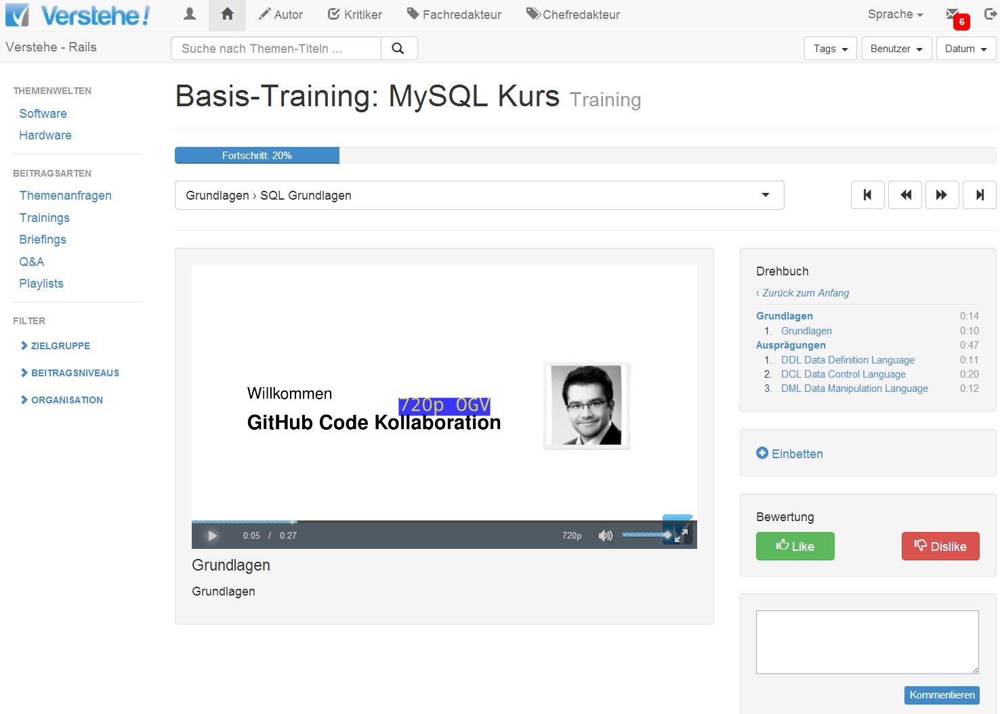 Verstehe!
Autor
Kritiker
Fachredakteur
Chefredakteur
Sprache
6
Verstehe - Rails
Suche nach Themen-Titeln ...
Tags
Benutzer
Datum
THEMENWELTEN
Software
Hardware
BEITRAGSARTEN
Themenanfragen
Trainings
Briefings
Q&A
Playlists
FILTER
ZIELGRUPPE
BEITRAGSNIVEAUS
ORGANISATION
Basis-Training: MySQL Kurs Training
Fortschritt: 20%
Grundlagen › SQL Grundlagen
Willkommen
720p OGV
GitHub Code Kollaboration
0:05 / 0:27
720p
Grundlagen
Grundlagen
Drehbuch
‹ Zurück zum Anfang
Grundlagen 0:14
1. Grundlagen 0:10
Ausprägungen 0:47
1. DDL Data Definition Language 0:11
2. DCL Data Control Language 0:20
3. DML Data Manipulation Language 0:12
Einbetten
Bewertung
Like
Dislike
Kommentieren